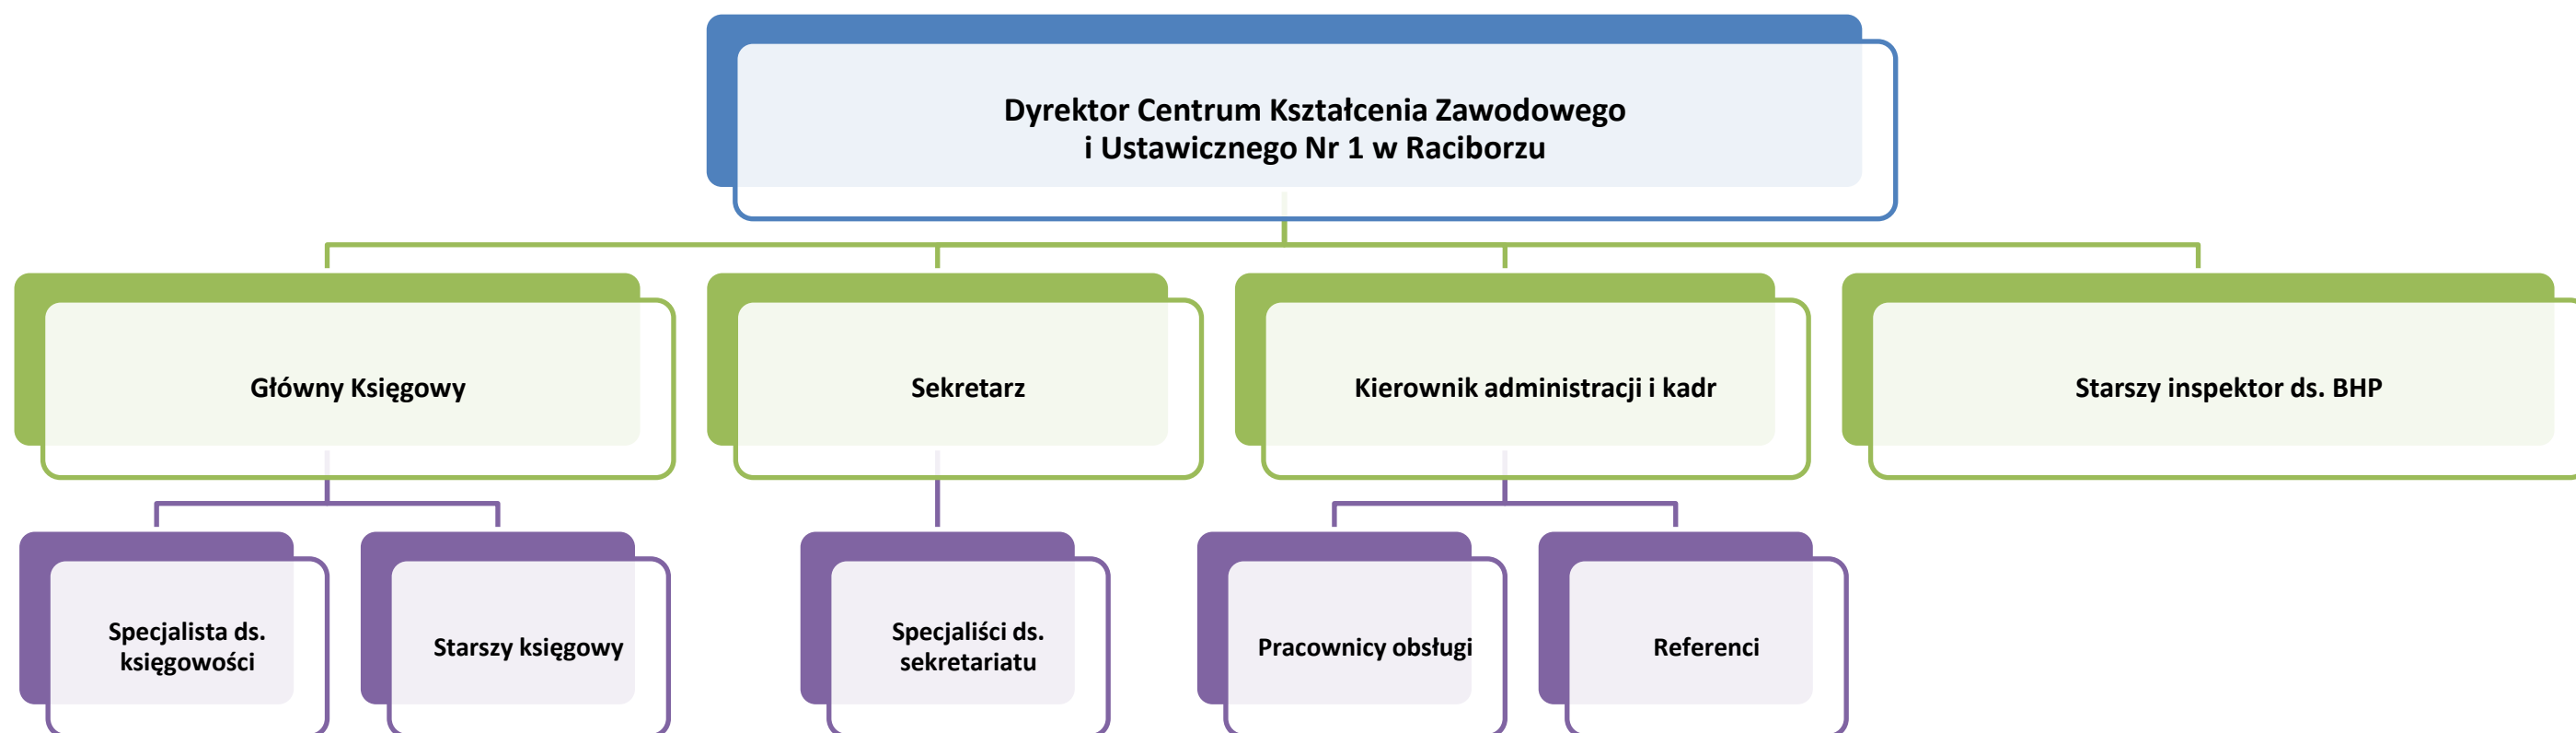 Dyrektor Centrum Kształcenia Zawodowego
i Ustawicznego Nr 1 w Raciborzu
Główny Księgowy
Sekretarz
Kierownik administracji i kadr
Starszy inspektor ds. BHP
Specjalista ds.
księgowości
Starszy księgowy
Specjaliści ds.
sekretariatu
Pracownicy obsługi
Referenci